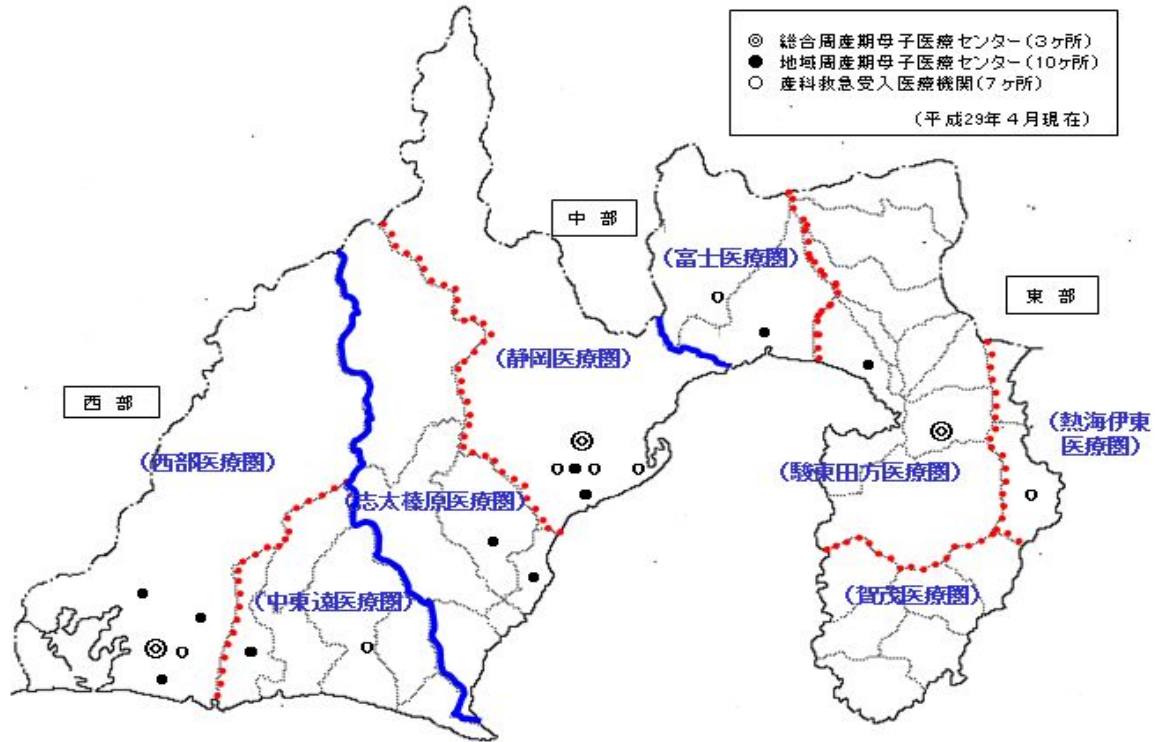 ◎ 総合周産期母子医療センター(3ヶ所)
● 地域周産期母子医療センター(10ヶ所)
○ 産科救急受入医療機関(7ヶ所)
(平成29年4月現在)
中 部
(富士医療圏)
東 部
(静岡医療圏)
西 部
(熱海伊東
医療圏)
(西部医療圏)
(駿東田方医療圏)
(志太榛原医療圏)
(中東遠医療圏)
(賀茂医療圏)